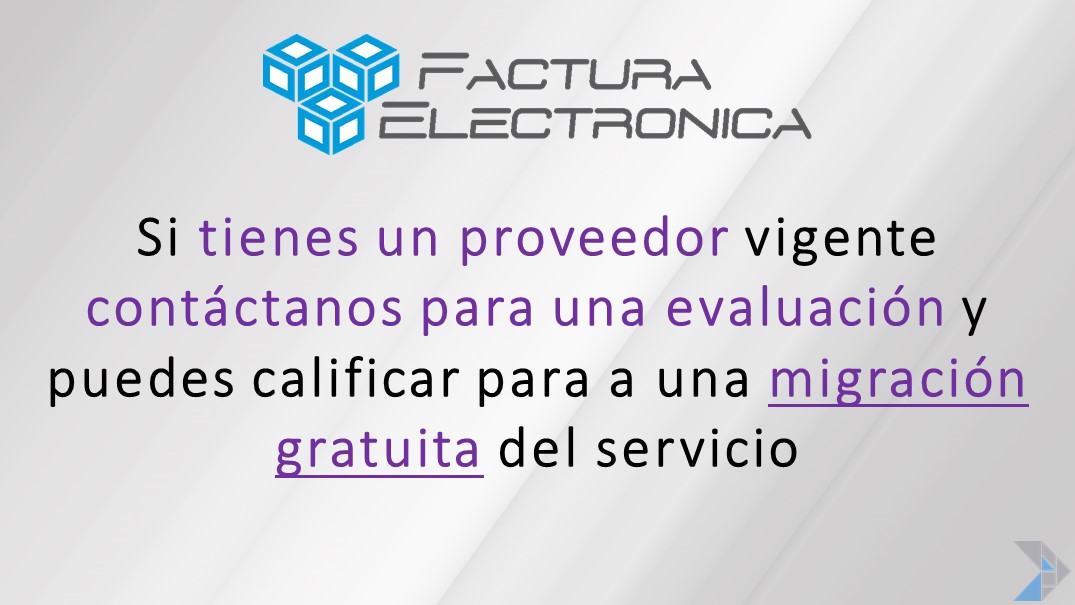 FACTURA
ELECTRONICA
Si tienes un proveedor vigente
contáctanos para una evaluación y
puedes calificar para a una migración
gratuita del servicio